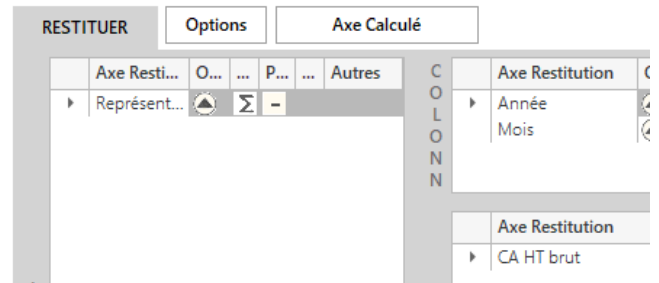 RESTITUER Options Axe Calculé
Axe Resti... O... ... P... ... Autres
Représent... Σ –
C
O
L
O
N
N
Axe Restitution
Année
Mois
Axe Restitution
CA HT brut